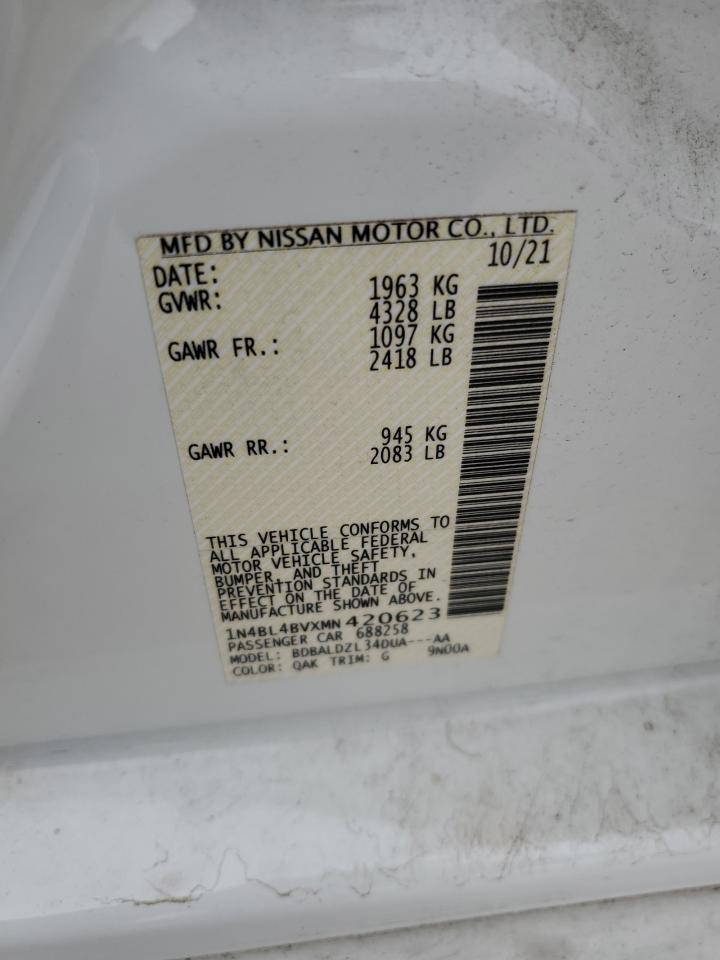 MFD BY NISSAN MOTOR CO., LTD.
DATE: 10/21
GVWR: 1963 KG
4328 LB
GAWR FR.: 1097 KG
2418 LB
GAWR RR.: 945 KG
2083 LB
THIS VEHICLE CONFORMS TO
ALL APPLICABLE FEDERAL
MOTOR VEHICLE SAFETY,
BUMPER, AND THEFT
PREVENTION STANDARDS IN
EFFECT ON THE DATE OF
MANUFACTURE SHOWN ABOVE.
1N4BL4BVXMN420623
PASSENGER CAR 688258
MODEL: BDBALDZL34DUA---AA
COLOR: QAK TRIM: G 9N00A